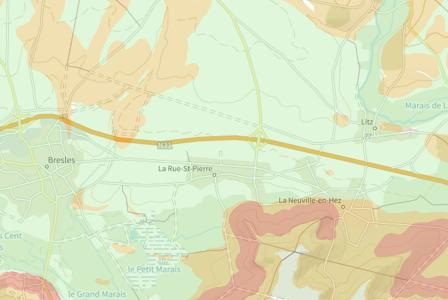 Marais de L
Litz
N31
Bresles
La Rue-St-Pierre
La Neuville-en-Hez
s Cent
s
le Petit Marais
le Grand Marais